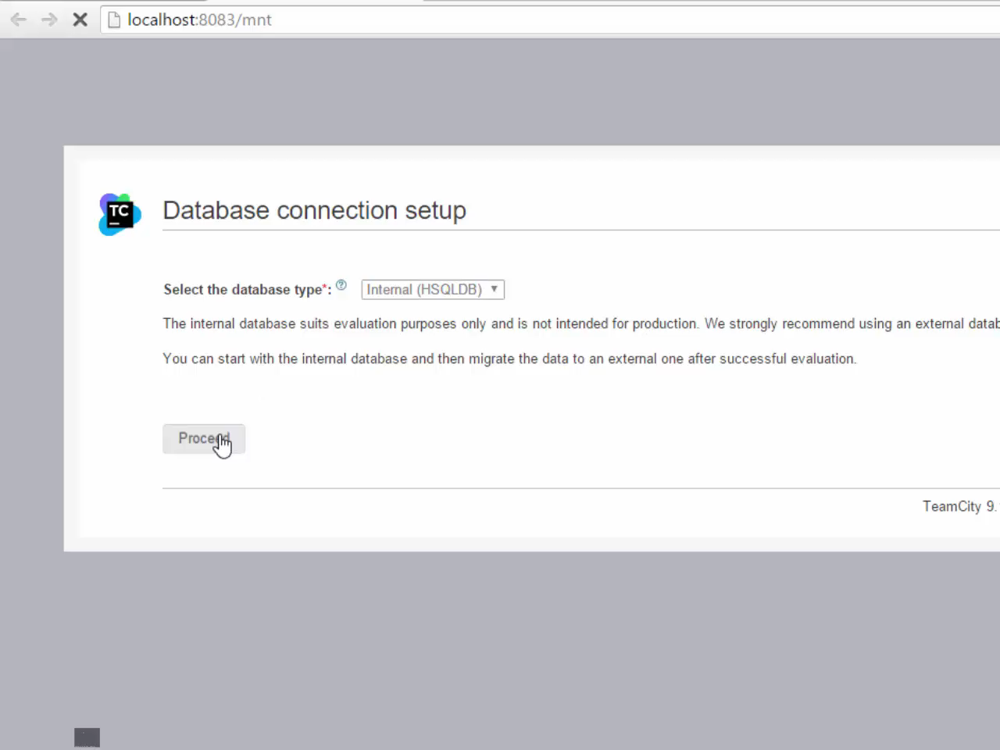 localhost:8083/mnt
TC
Database connection setup
Select the database type*: ?
Internal (HSQLDB)
The internal database suits evaluation purposes only and is not intended for production. We strongly recommend using an external datab
You can start with the internal database and then migrate the data to an external one after successful evaluation.
Proceed
TeamCity 9.